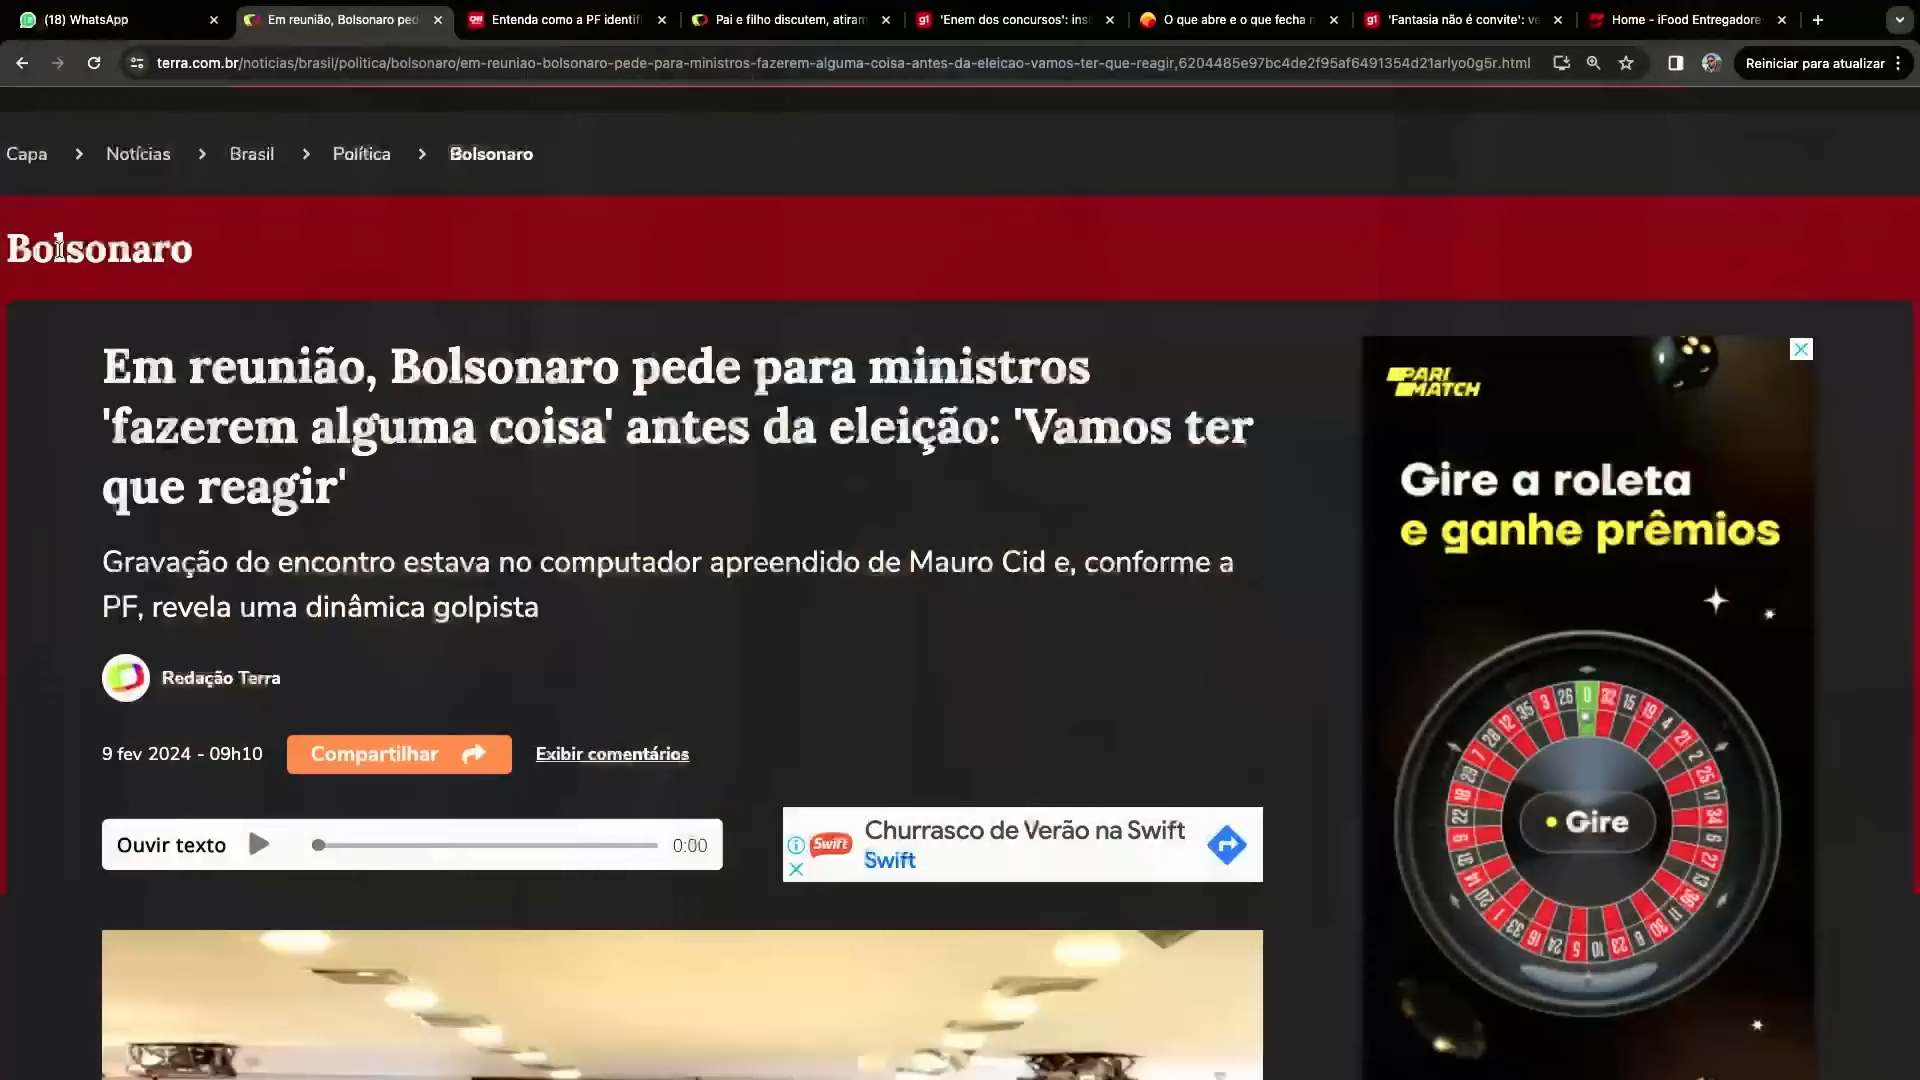 (18) WhatsApp
Em reunião, Bolsonaro ped
Entenda como a PF identifi
Pai e filho discutem, atiram
'Enem dos concursos': ins
O que abre e o que fecha n
'Fantasia não é convite': ve
Home - iFood Entregadore
terra.com.br/noticias/brasil/politica/bolsonaro/em-reuniao-bolsonaro-pede-para-ministros-fazerem-alguma-coisa-antes-da-eleicao-vamos-ter-que-reagir,6204485e97bc4de2f95af6491354d21arlyo0g5r.html
Reiniciar para atualizar
Capa > Notícias > Brasil > Política > Bolsonaro
Bolsonaro
Em reunião, Bolsonaro pede para ministros
'fazerem alguma coisa' antes da eleição: 'Vamos ter
que reagir'
Gravação do encontro estava no computador apreendido de Mauro Cid e, conforme a
PF, revela uma dinâmica golpista
Redação Terra
9 fev 2024 - 09h10
Compartilhar
Exibir comentários
Ouvir texto
0:00
Swift
Churrasco de Verão na Swift
Swift
PARI
MATCH
Gire a roleta
e ganhe prêmios
Gire